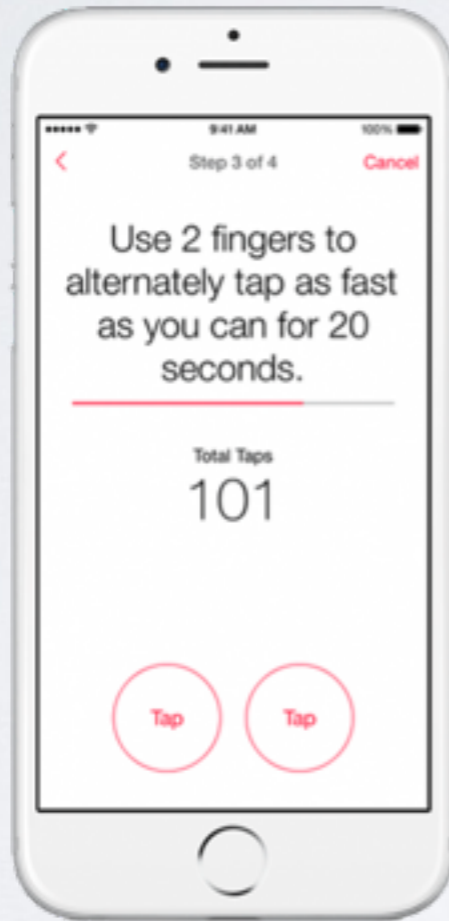 9:41 AM 100%
Step 3 of 4 Cancel
Use 2 fingers to
alternately tap as fast
as you can for 20
seconds.
Total Taps
101
Tap Tap